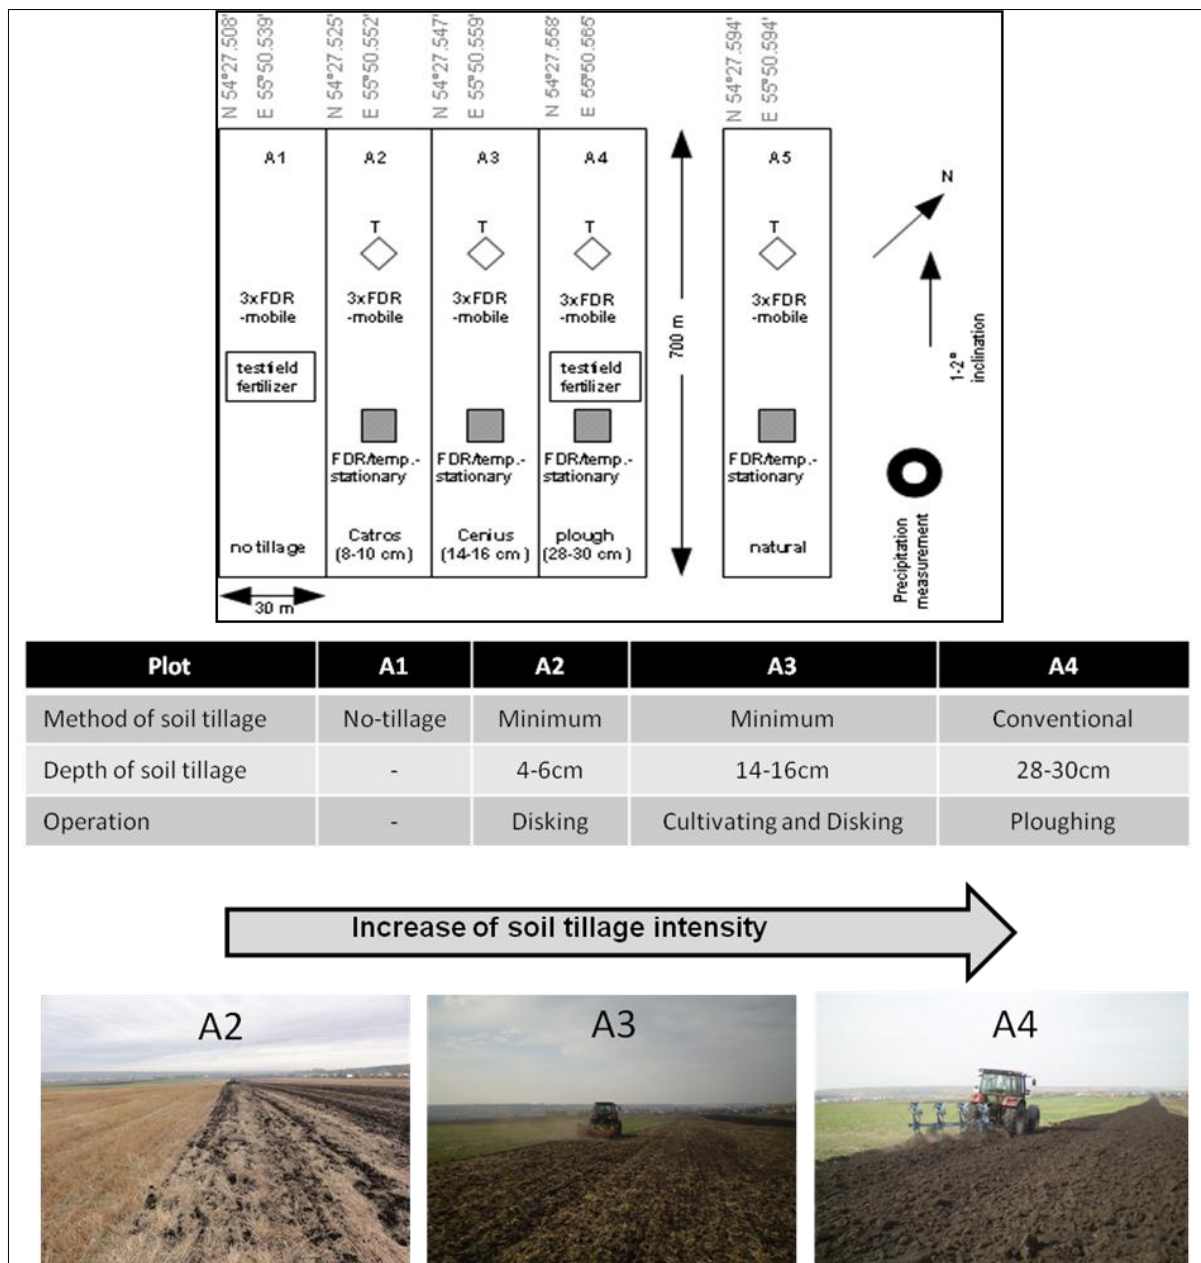 N 54°27.508'
E 55°50.539'
N 54°27.525'
E 55°50.552'
N 54°27.547'
E 55°50.559'
N 54°27.558'
E 55°50.565'
N 54°27.594'
E 55°50.594'
A1
A2
A3
A4
A5
T
T
T
T
N
3xFDR
-mobile
3xFDR
-mobile
3xFDR
-mobile
3xFDR
-mobile
3xFDR
-mobile
700 m
1-2°
inclination
testfield
fertilizer
testfield
fertilizer
FDR/temp.-
stationary
FDR/temp.-
stationary
FDR/temp.-
stationary
FDR/temp.-
stationary
no tillage
Catros
(8-10 cm)
Cenius
(14-16 cm)
plough
(28-30 cm)
natural
Precipitation
measurement
30 m
Plot A1 A2 A3 A4
Method of soil tillage No-tillage Minimum Minimum Conventional
Depth of soil tillage - 4-6cm 14-16cm 28-30cm
Operation - Disking Cultivating and Disking Ploughing
Increase of soil tillage intensity
A2
A3
A4